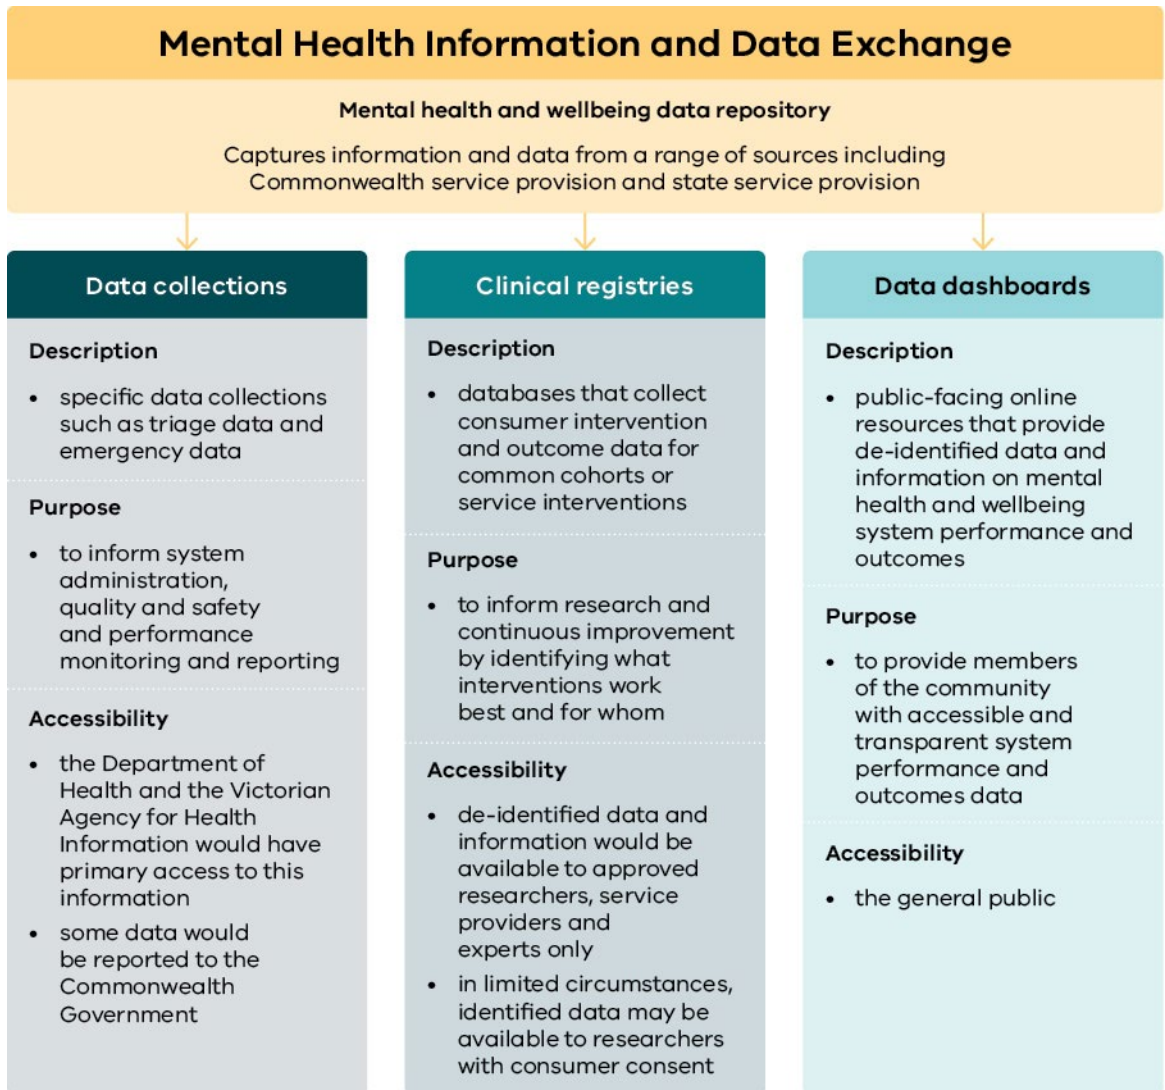 Mental Health Information and Data Exchange
Mental health and wellbeing data repository
Captures information and data from a range of sources including
Commonwealth service provision and state service provision
Data collections
Description
• specific data collections
such as triage data and
emergency data
Purpose
• to inform system
administration,
quality and safety
and performance
monitoring and reporting
Accessibility
• the Department of
Health and the Victorian
Agency for Health
Information would have
primary access to this
information
• some data would
be reported to the
Commonwealth
Government
Clinical registries
Description
• databases that collect
consumer intervention
and outcome data for
common cohorts or
service interventions
Purpose
• to inform research and
continuous improvement
by identifying what
interventions work
best and for whom
Accessibility
• de-identified data and
information would be
available to approved
researchers, service
providers and
experts only
• in limited circumstances,
identified data may be
available to researchers
with consumer consent
Data dashboards
Description
• public-facing online
resources that provide
de-identified data and
information on mental
health and wellbeing
system performance and
outcomes
Purpose
• to provide members
of the community
with accessible and
transparent system
performance and
outcomes data
Accessibility
• the general public